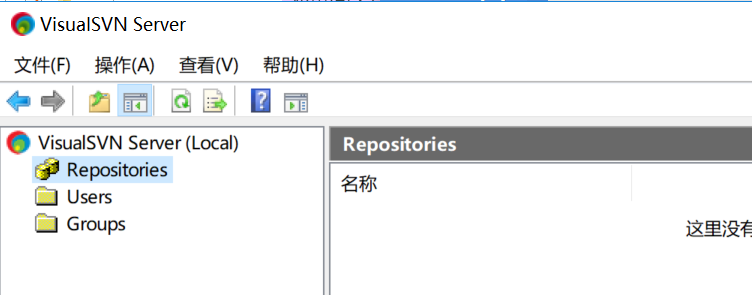 VisualSVN Server
文件(F) 操作(A) 查看(V) 帮助(H)
VisualSVN Server (Local)
Repositories
Users
Groups
Repositories
名称
这里没有